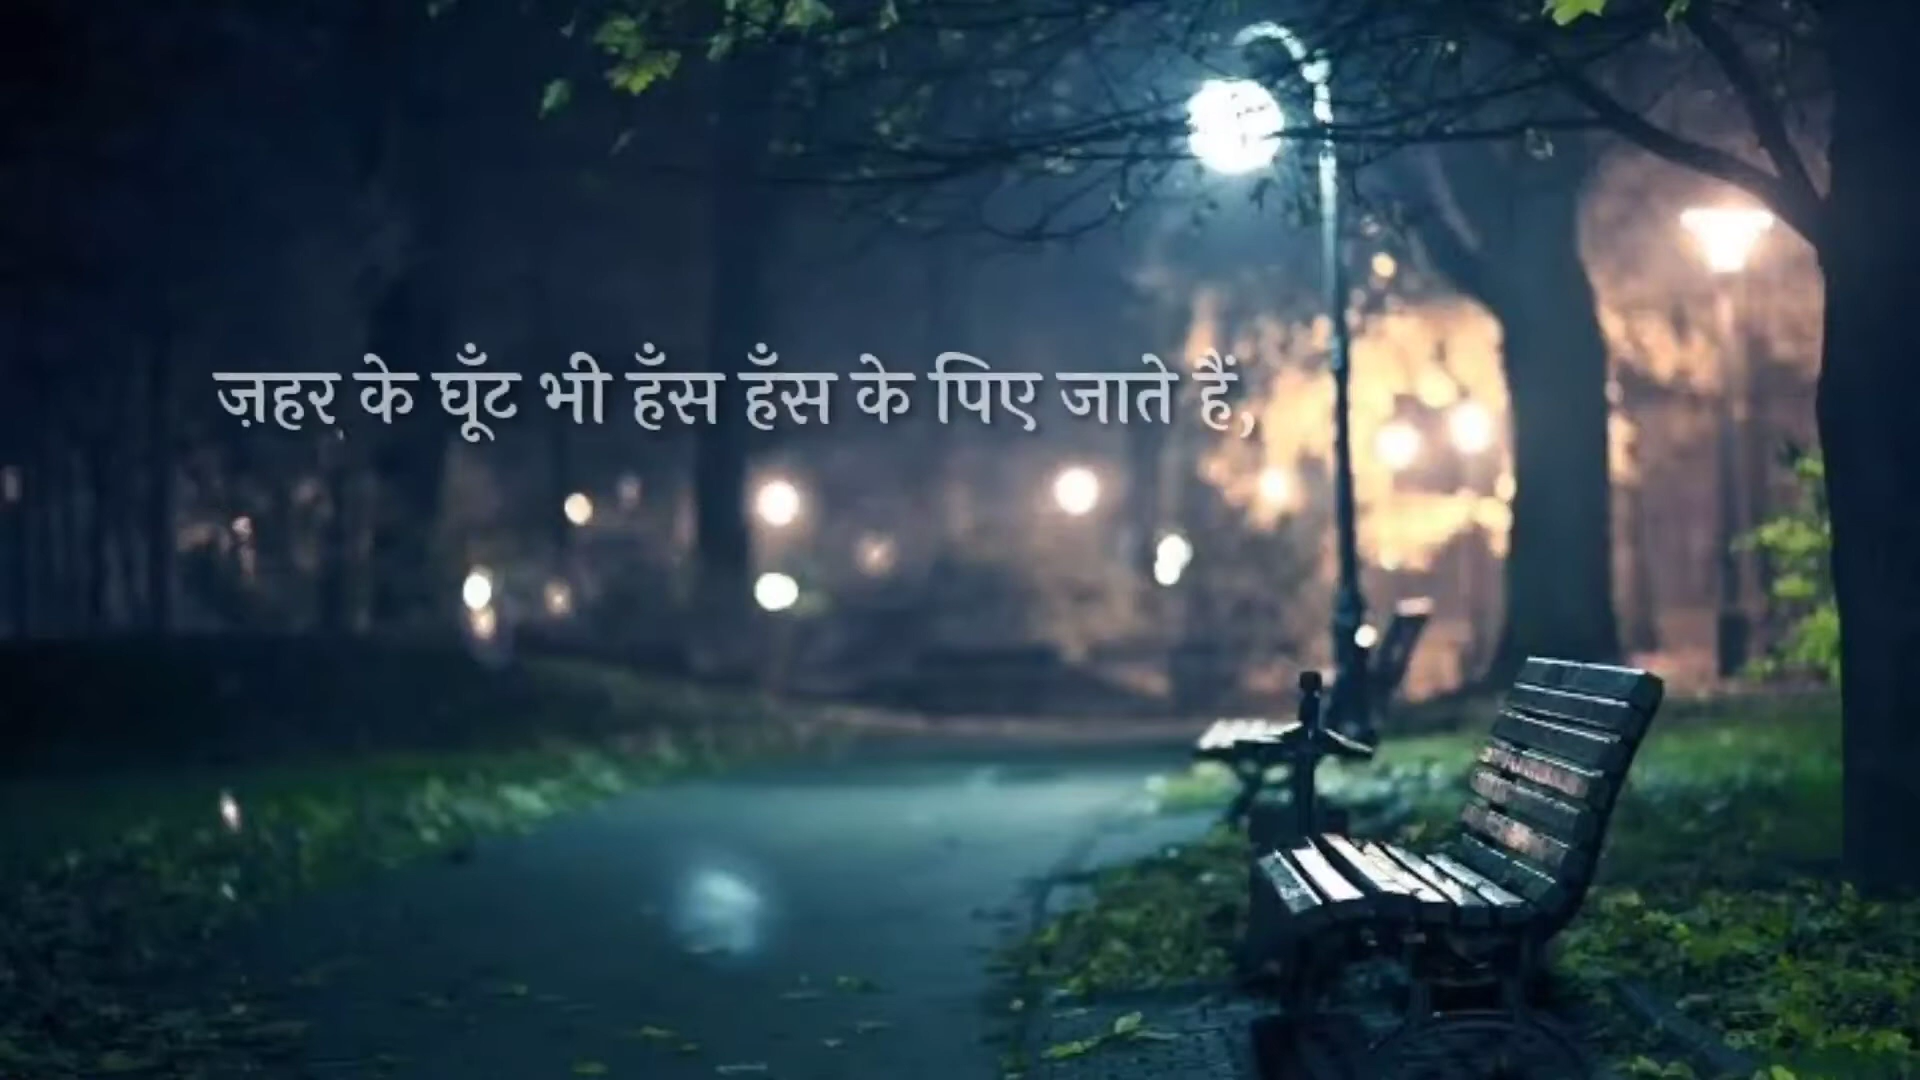 ज़हर के घूँट भी हँस हँस के पिए जाते हैं,